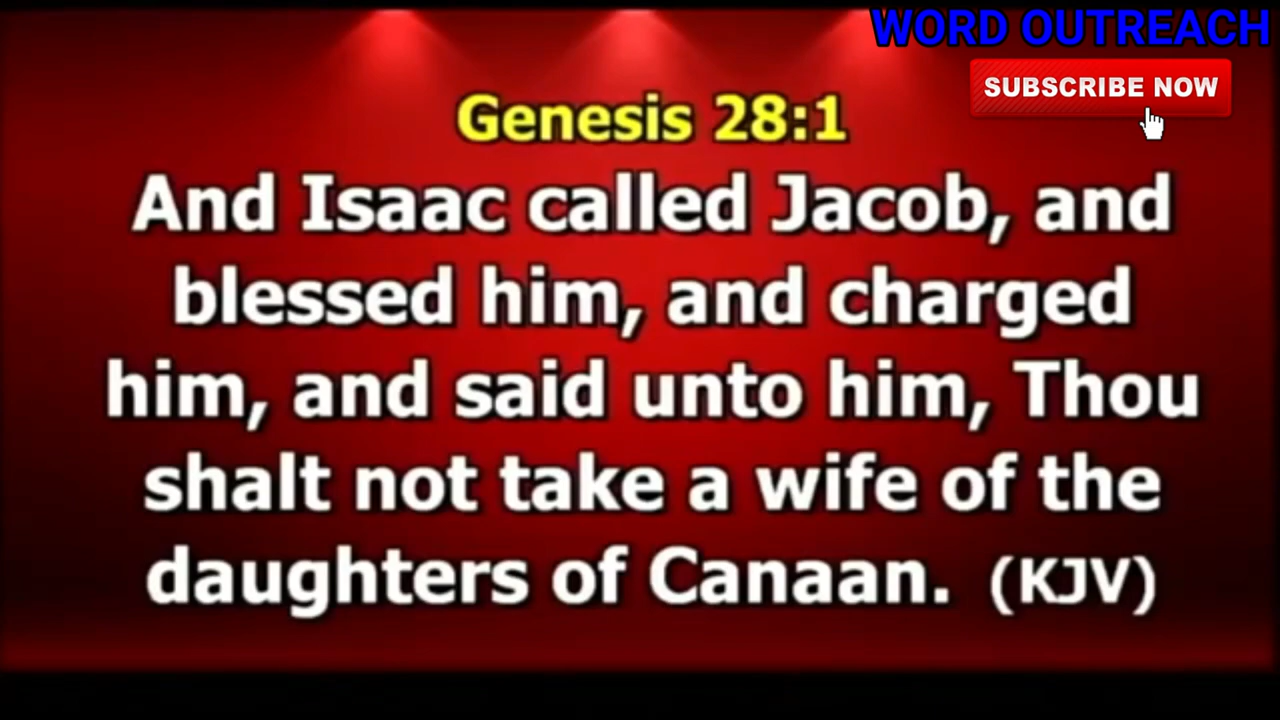 WORD OUTREACH
SUBSCRIBE NOW
Genesis 28:1
And Isaac called Jacob, and
blessed him, and charged
him, and said unto him, Thou
shalt not take a wife of the
daughters of Canaan. (KJV)